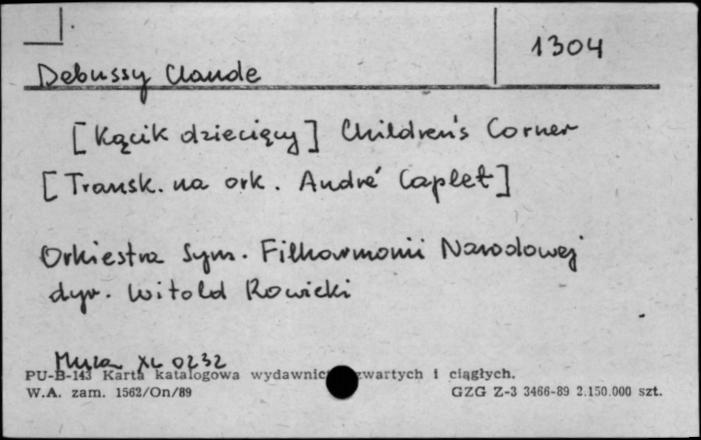 1304
Debussy Claude
[Kącik dziecięcy] Children's Corner
[Transk. na ork. André Caplet]
Orkiestra Sym. Filharmonii Narodowej
dyr. Witold Rowicki
Muza XL 0232
PU-B-143 Karta katalogowa wydawnic zwartych i ciągłych.
W.A. zam. 1562/On/89 GZG Z-3 3466-89 2.150.000 szt.